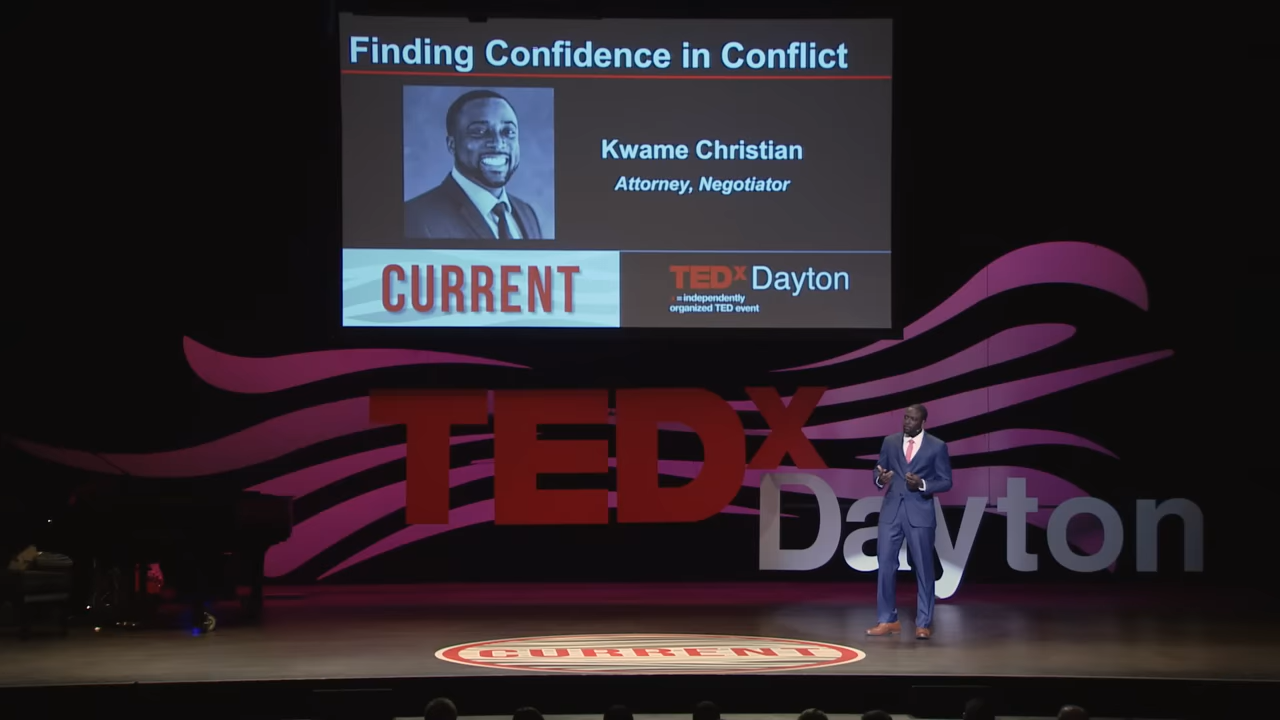 Finding Confidence in Conflict
Kwame Christian
Attorney, Negotiator
CURRENT
TEDx Dayton
x = independently
organized TED event
TEDx
Dayton
CURRENT